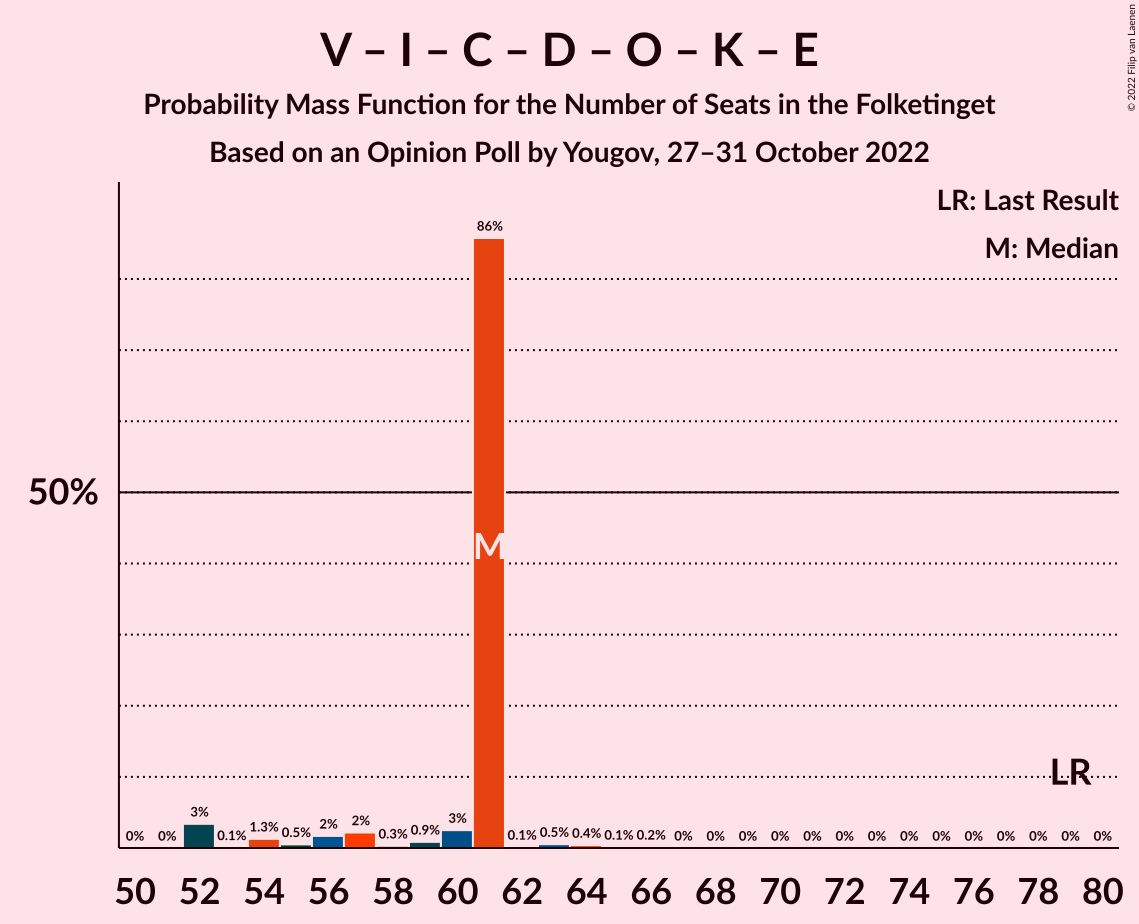 V – I – C – D – O – K – E
Probability Mass Function for the Number of Seats in the Folketinget
Based on an Opinion Poll by Yougov, 27–31 October 2022
© 2022 Filip van Laenen
LR: Last Result
M: Median
86%
50%
M
LR
0% 0% 3% 0.1% 1.3% 0.5% 2% 2% 0.3% 0.9% 3% 0.1% 0.5% 0.4% 0.1% 0.2% 0% 0% 0% 0% 0% 0% 0% 0% 0% 0% 0% 0% 0% 0%
50 52 54 56 58 60 62 64 66 68 70 72 74 76 78 80